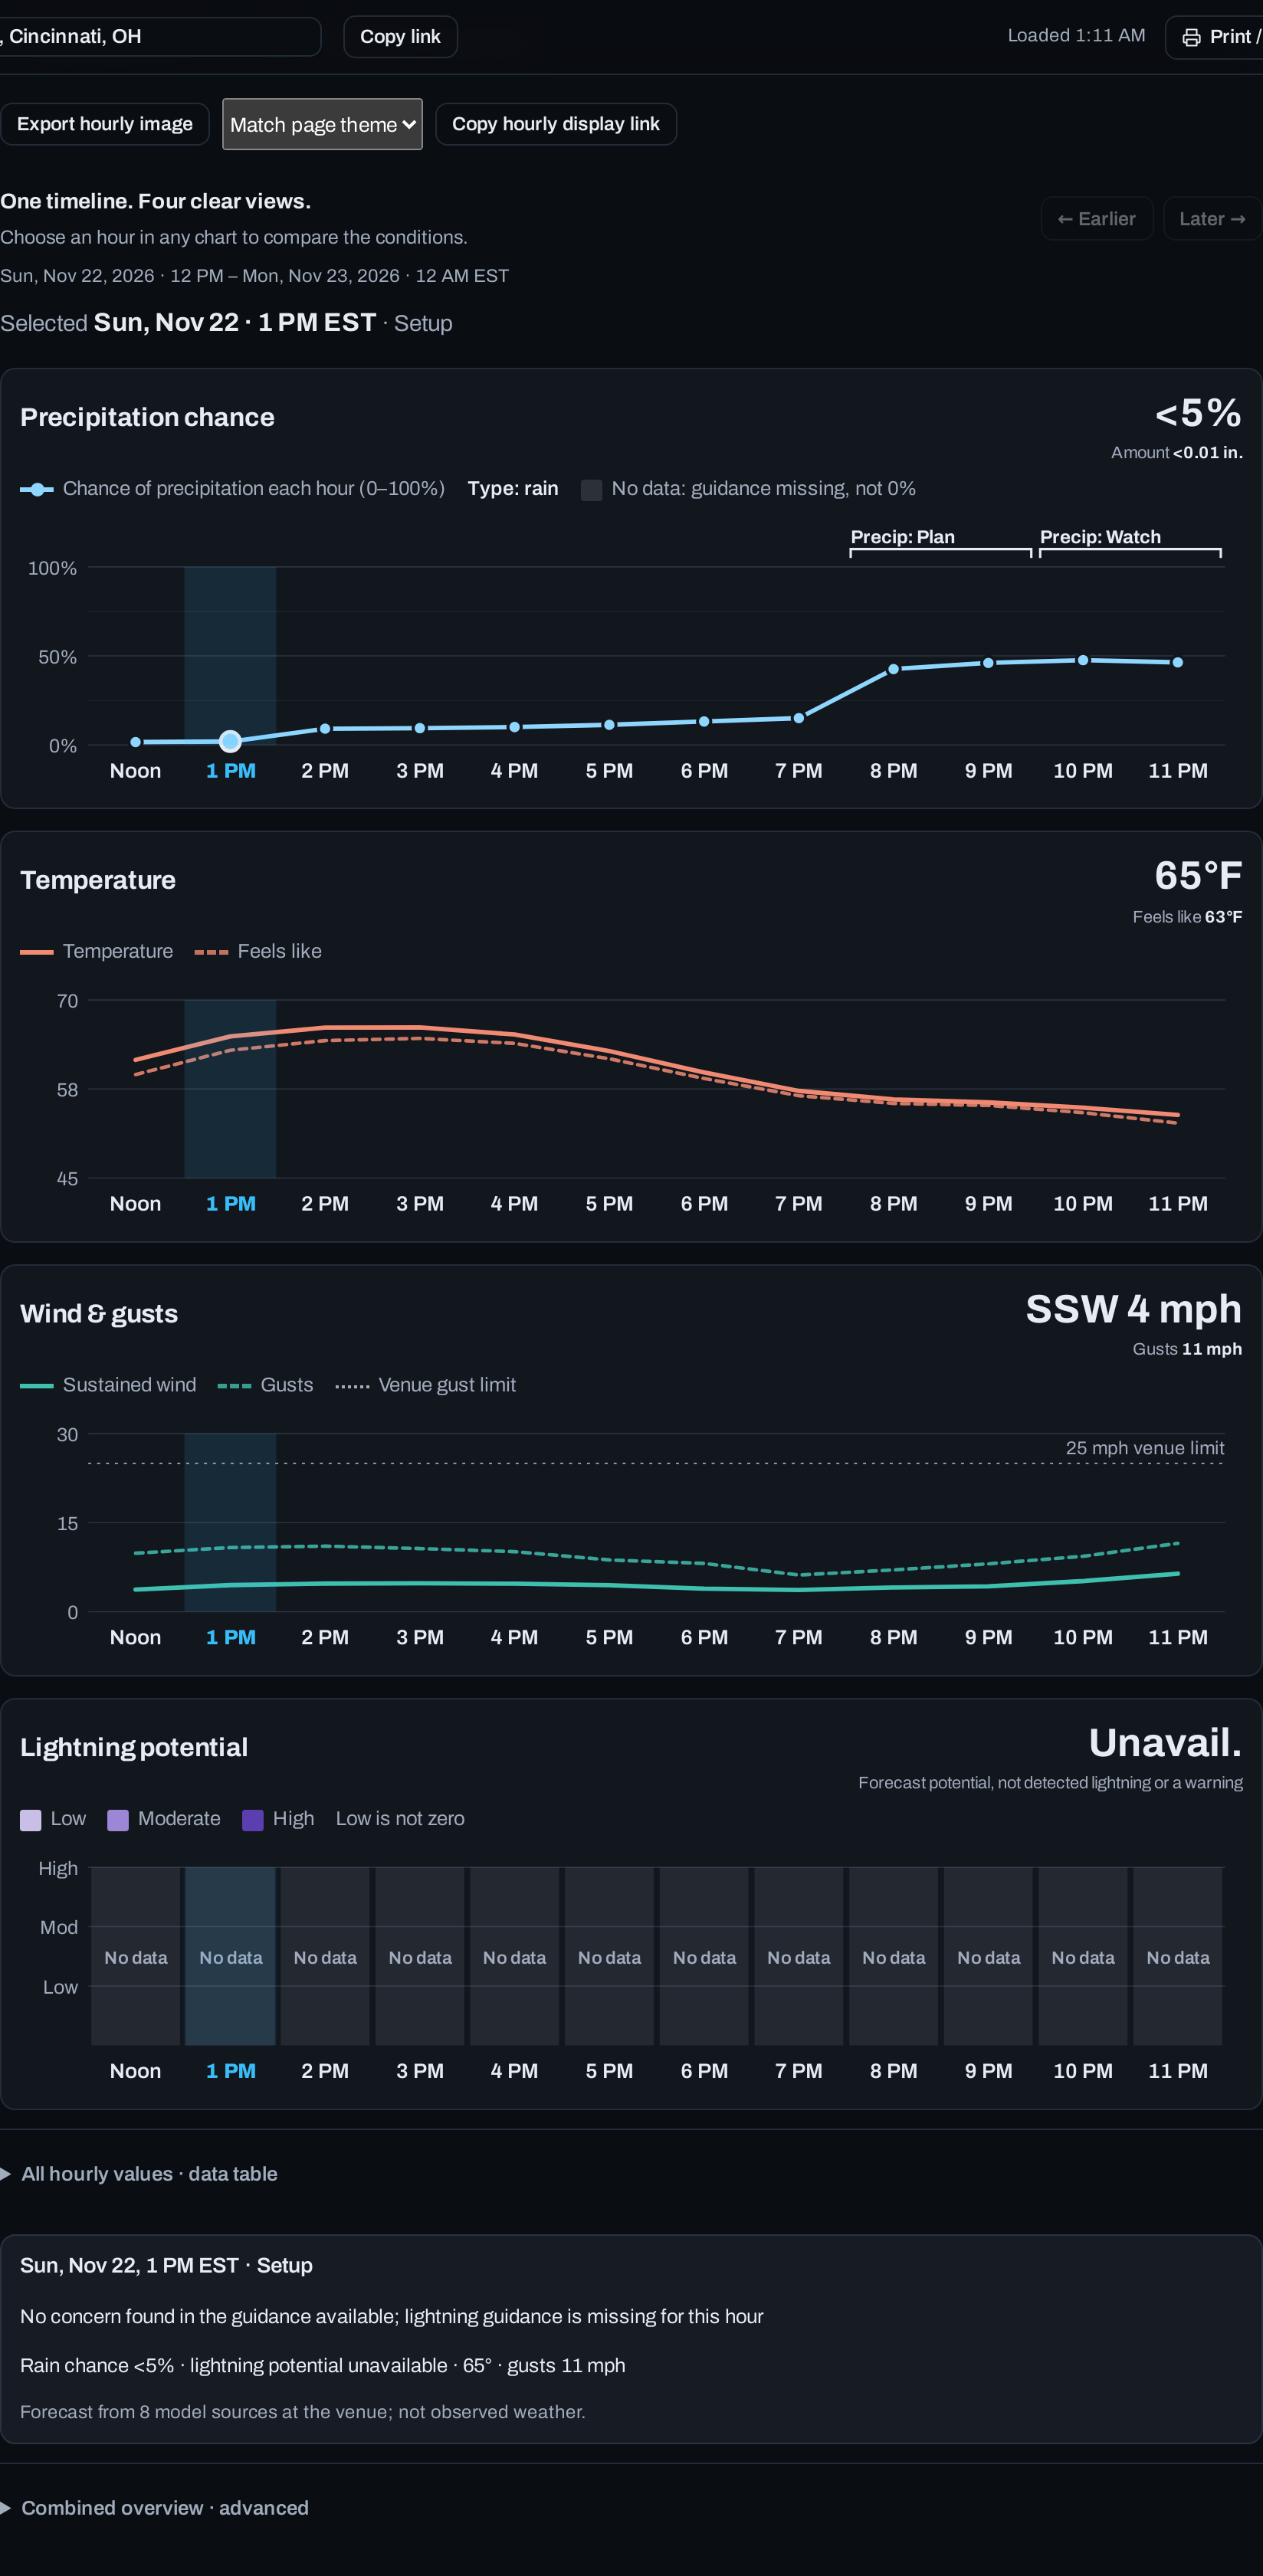 , Cincinnati, OH
Copy link
Loaded 1:11 AM
Print /
Export hourly image
Match page theme
Copy hourly display link
One timeline. Four clear views.
Choose an hour in any chart to compare the conditions.
← Earlier
Later →
Sun, Nov 22, 2026 · 12 PM – Mon, Nov 23, 2026 · 12 AM EST
Selected Sun, Nov 22 · 1 PM EST · Setup
Precipitation chance
<5%
Amount <0.01 in.
Chance of precipitation each hour (0–100%)
Type: rain
No data: guidance missing, not 0%
Precip: Plan
Precip: Watch
100%
50%
0%
Noon 1 PM 2 PM 3 PM 4 PM 5 PM 6 PM 7 PM 8 PM 9 PM 10 PM 11 PM
Temperature
65°F
Feels like 63°F
Temperature
Feels like
70
58
45
Noon 1 PM 2 PM 3 PM 4 PM 5 PM 6 PM 7 PM 8 PM 9 PM 10 PM 11 PM
Wind & gusts
SSW 4 mph
Gusts 11 mph
Sustained wind
Gusts
Venue gust limit
30
25 mph venue limit
15
0
Noon 1 PM 2 PM 3 PM 4 PM 5 PM 6 PM 7 PM 8 PM 9 PM 10 PM 11 PM
Lightning potential
Unavail.
Forecast potential, not detected lightning or a warning
Low
Moderate
High
Low is not zero
High
Mod
No data No data No data No data No data No data No data No data No data No data No data No data
Low
Noon 1 PM 2 PM 3 PM 4 PM 5 PM 6 PM 7 PM 8 PM 9 PM 10 PM 11 PM
All hourly values · data table
Sun, Nov 22, 1 PM EST · Setup
No concern found in the guidance available; lightning guidance is missing for this hour
Rain chance <5% · lightning potential unavailable · 65° · gusts 11 mph
Forecast from 8 model sources at the venue; not observed weather.
Combined overview · advanced